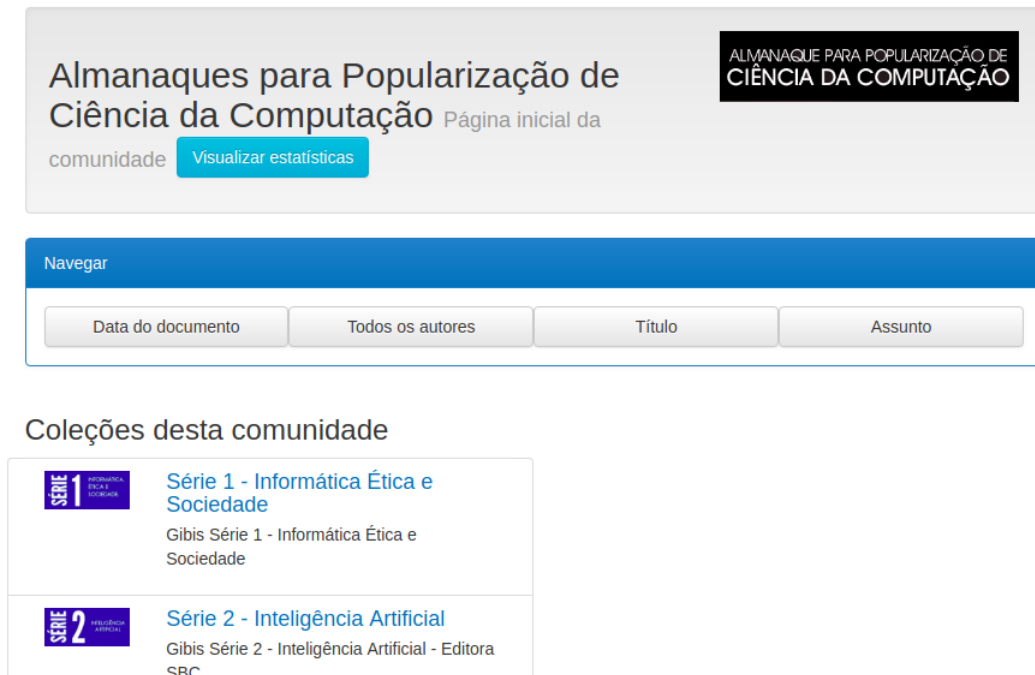 Almanaques para Popularização de
Ciência da Computação Página inicial da
comunidade Visualizar estatísticas
ALMANAQUE PARA POPULARIZAÇÃO DE
CIÊNCIA DA COMPUTAÇÃO
Navegar
Data do documento Todos os autores Título Assunto
Coleções desta comunidade
SÉRIE 1 INFORMÁTICA
ÉTICA E
SOCIEDADE
Série 1 - Informática Ética e
Sociedade
Gibis Série 1 - Informática Ética e
Sociedade
SÉRIE 2 INTELIGÊNCIA
ARTIFICIAL
Série 2 - Inteligência Artificial
Gibis Série 2 - Inteligência Artificial - Editora
SBC